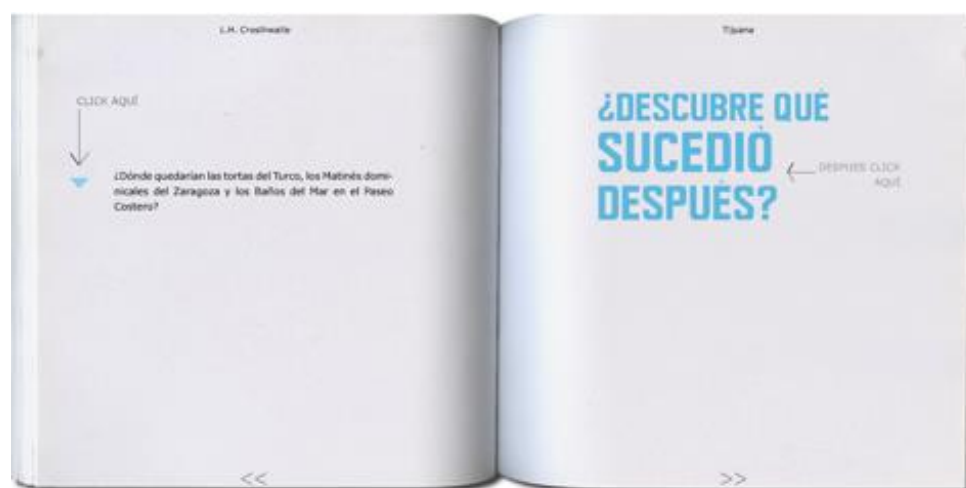 L.H. Crosthwaite
CLICK AQUÍ
¿Dónde quedarían las tortas del Turco, los Matinés domi-
nicales del Zaragoza y los Baños del Mar en el Paseo
Costero?
<<
Tijuana
¿DESCUBRE QUÉ
SUCEDIÓ
DESPUÉS?
DESPUES CLICK
AQUÍ
>>